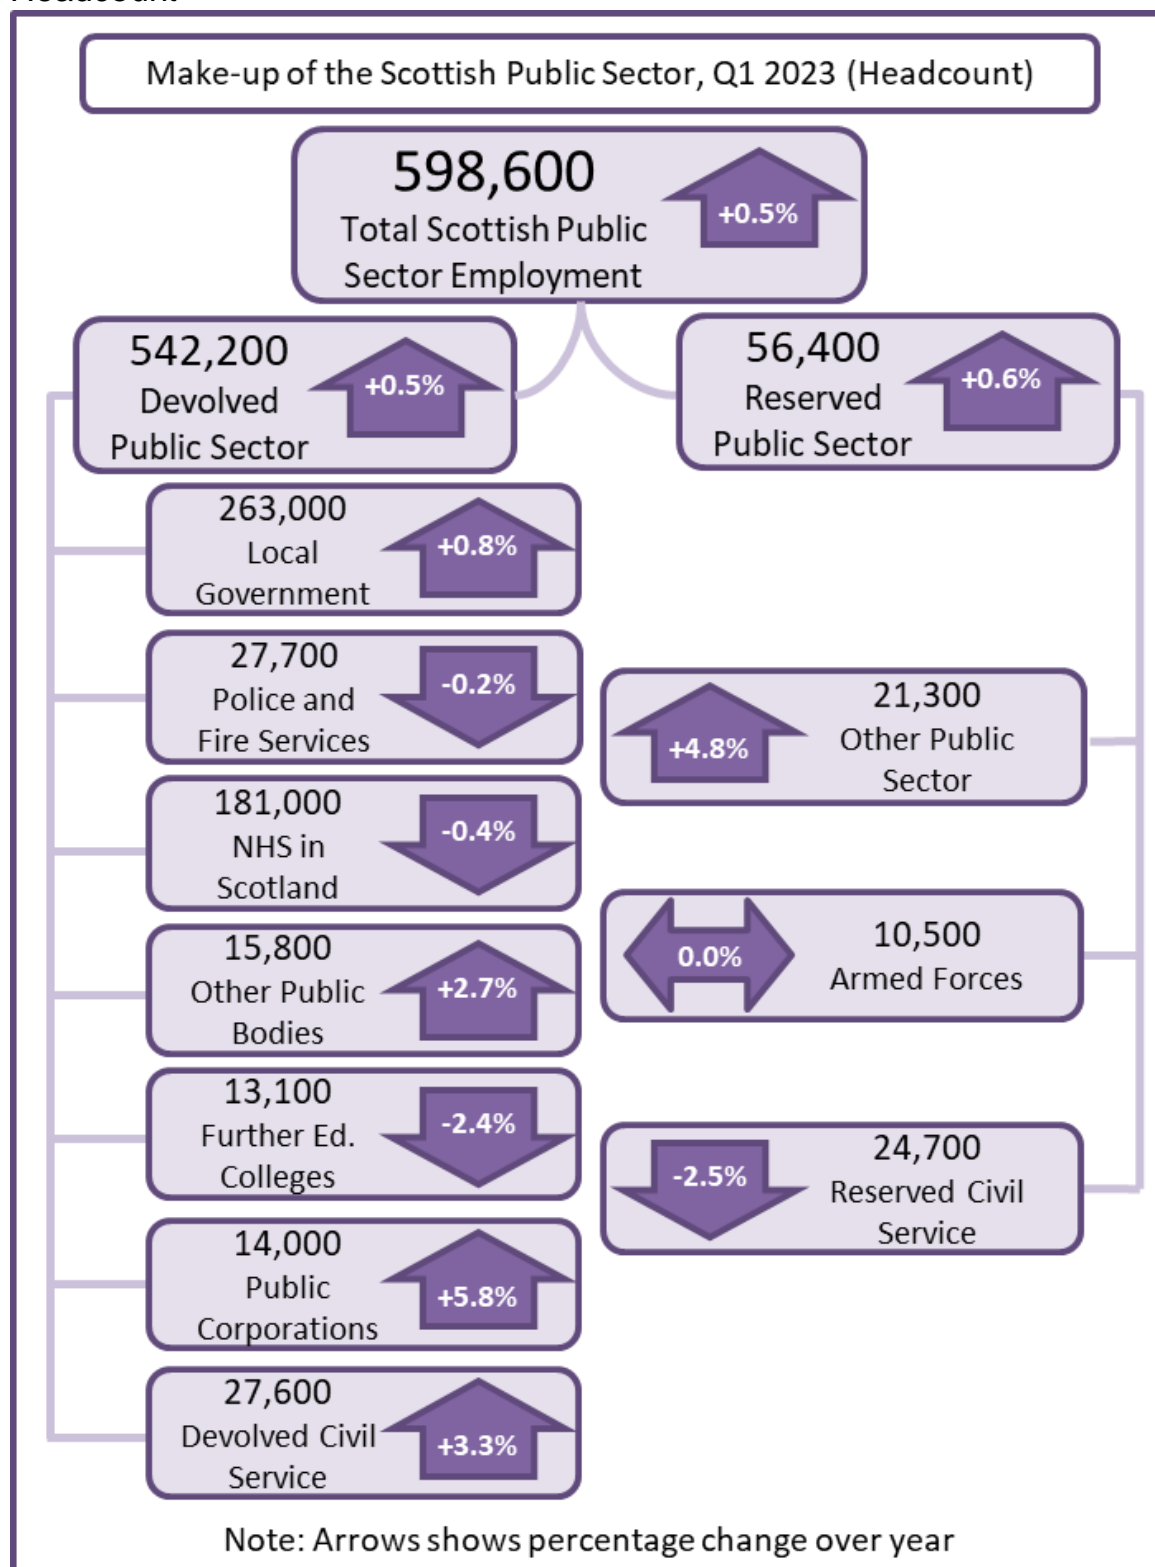 Headcount
Make-up of the Scottish Public Sector, Q1 2023 (Headcount)
598,600
Total Scottish Public
Sector Employment
+0.5%
542,200
Devolved
Public Sector
+0.5%
56,400
Reserved
Public Sector
+0.6%
263,000
Local
Government
+0.8%
27,700
Police and
Fire Services
-0.2%
181,000
NHS in
Scotland
-0.4%
15,800
Other Public
Bodies
+2.7%
13,100
Further Ed.
Colleges
-2.4%
14,000
Public
Corporations
+5.8%
27,600
Devolved Civil
Service
+3.3%
+4.8%
21,300
Other Public
Sector
0.0%
10,500
Armed Forces
-2.5%
24,700
Reserved Civil
Service
Note: Arrows shows percentage change over year